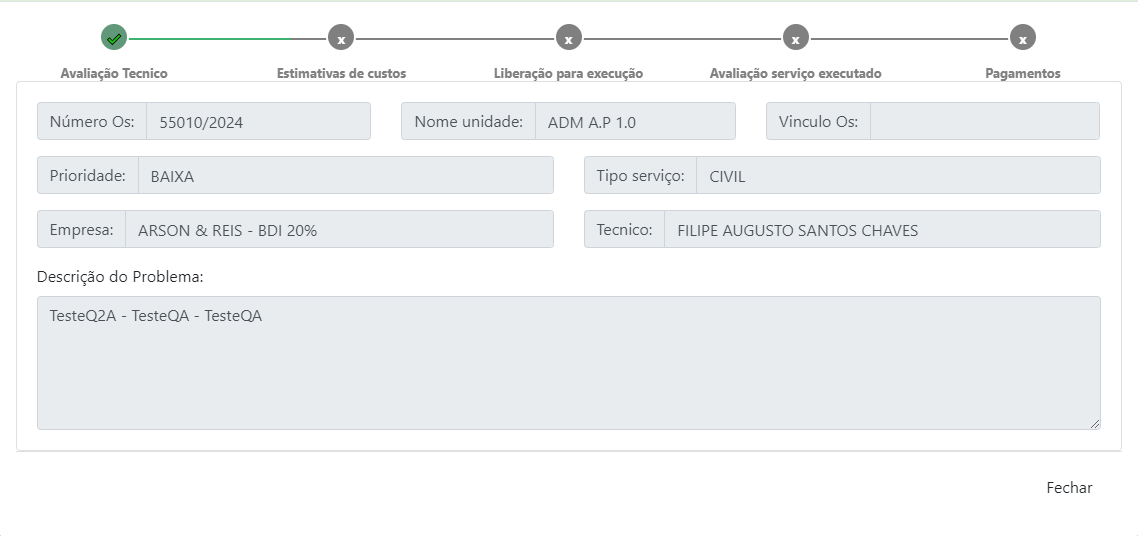 x x x x
Avaliação Tecnico Estimativas de custos Liberação para execução Avaliação serviço executado Pagamentos
Número Os: 55010/2024 Nome unidade: ADM A.P 1.0 Vinculo Os:
Prioridade: BAIXA Tipo serviço: CIVIL
Empresa: ARSON & REIS - BDI 20% Tecnico: FILIPE AUGUSTO SANTOS CHAVES
Descrição do Problema:
TesteQ2A - TesteQA - TesteQA
Fechar